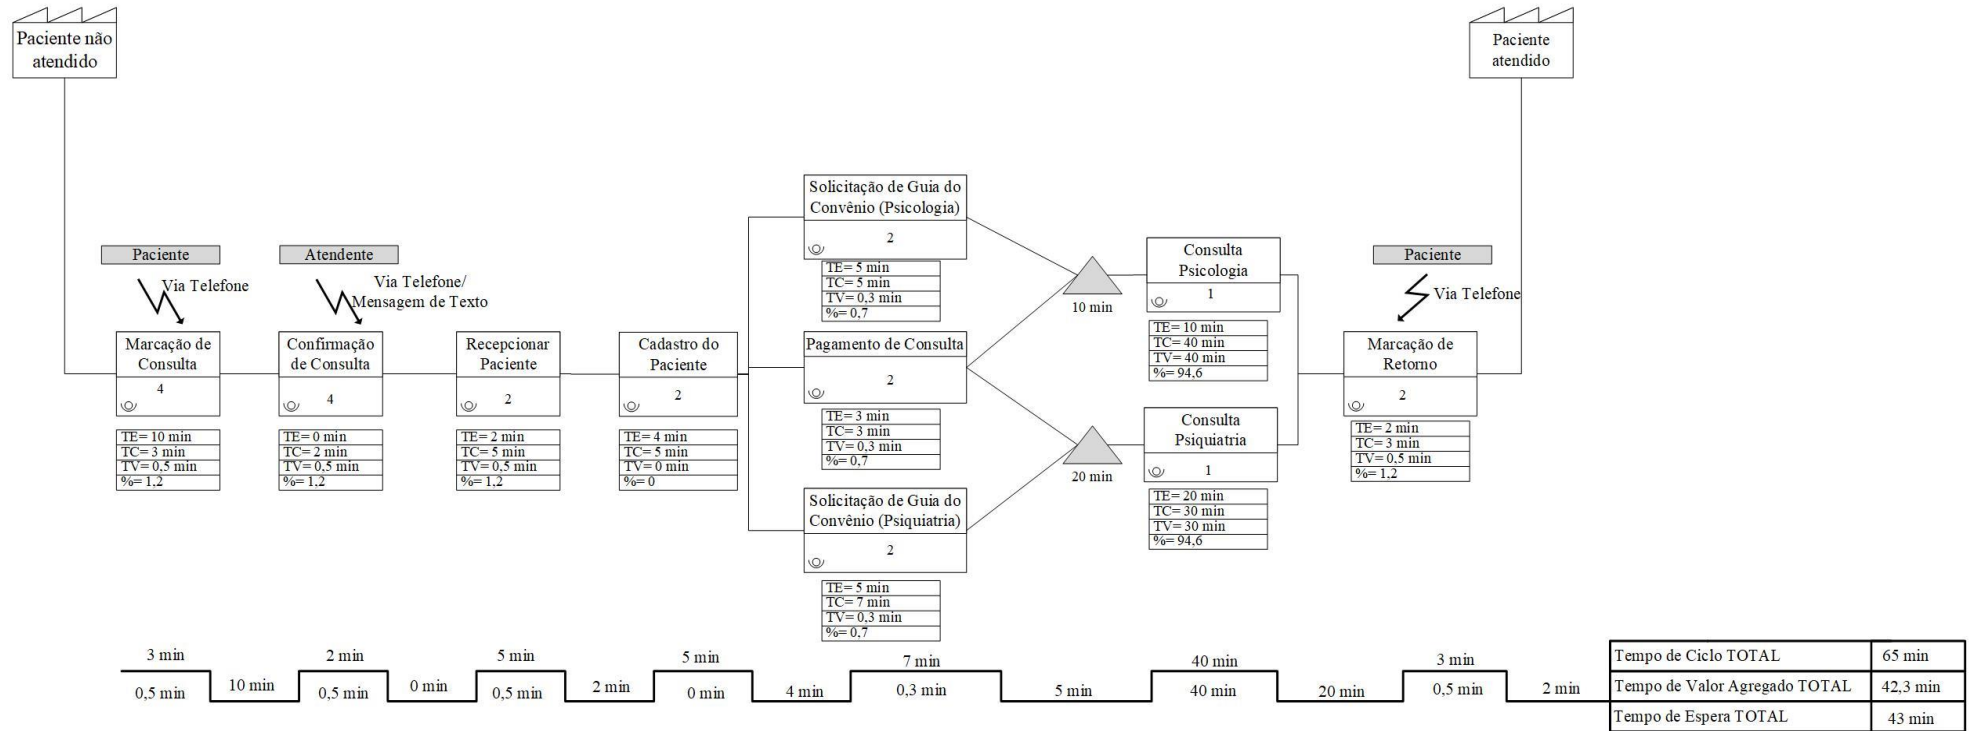 Paciente não
atendido
Paciente
atendido
Paciente
Via Telefone
Marcação de
Consulta
4
TE= 10 min
TC= 3 min
TV= 0,5 min
%= 1,2
Atendente
Via Telefone/
Mensagem de Texto
Confirmação
de Consulta
4
TE= 0 min
TC= 2 min
TV= 0,5 min
%= 1,2
Recepcionar
Paciente
2
TE= 2 min
TC= 5 min
TV= 0,5 min
%= 1,2
Cadastro do
Paciente
2
TE= 4 min
TC= 5 min
TV= 0 min
%= 0
Solicitação de Guia do
Convênio (Psicologia)
2
TE= 5 min
TC= 5 min
TV= 0,3 min
%= 0,7
Pagamento de Consulta
2
TE= 3 min
TC= 3 min
TV= 0,3 min
%= 0,7
Solicitação de Guia do
Convênio (Psiquiatria)
2
TE= 5 min
TC= 7 min
TV= 0,3 min
%= 0,7
10 min
20 min
Consulta
Psicologia
1
TE= 10 min
TC= 40 min
TV= 40 min
%= 94,6
Consulta
Psiquiatria
1
TE= 20 min
TC= 30 min
TV= 30 min
%= 94,6
Paciente
Via Telefone
Marcação de
Retorno
2
TE= 2 min
TC= 3 min
TV= 0,5 min
%= 1,2
3 min
0,5 min
10 min
2 min
0,5 min
0 min
5 min
0,5 min
2 min
5 min
0 min
4 min
7 min
0,3 min
5 min
40 min
40 min
20 min
3 min
0,5 min
2 min
Tempo de Ciclo TOTAL 65 min
Tempo de Valor Agregado TOTAL 42,3 min
Tempo de Espera TOTAL 43 min